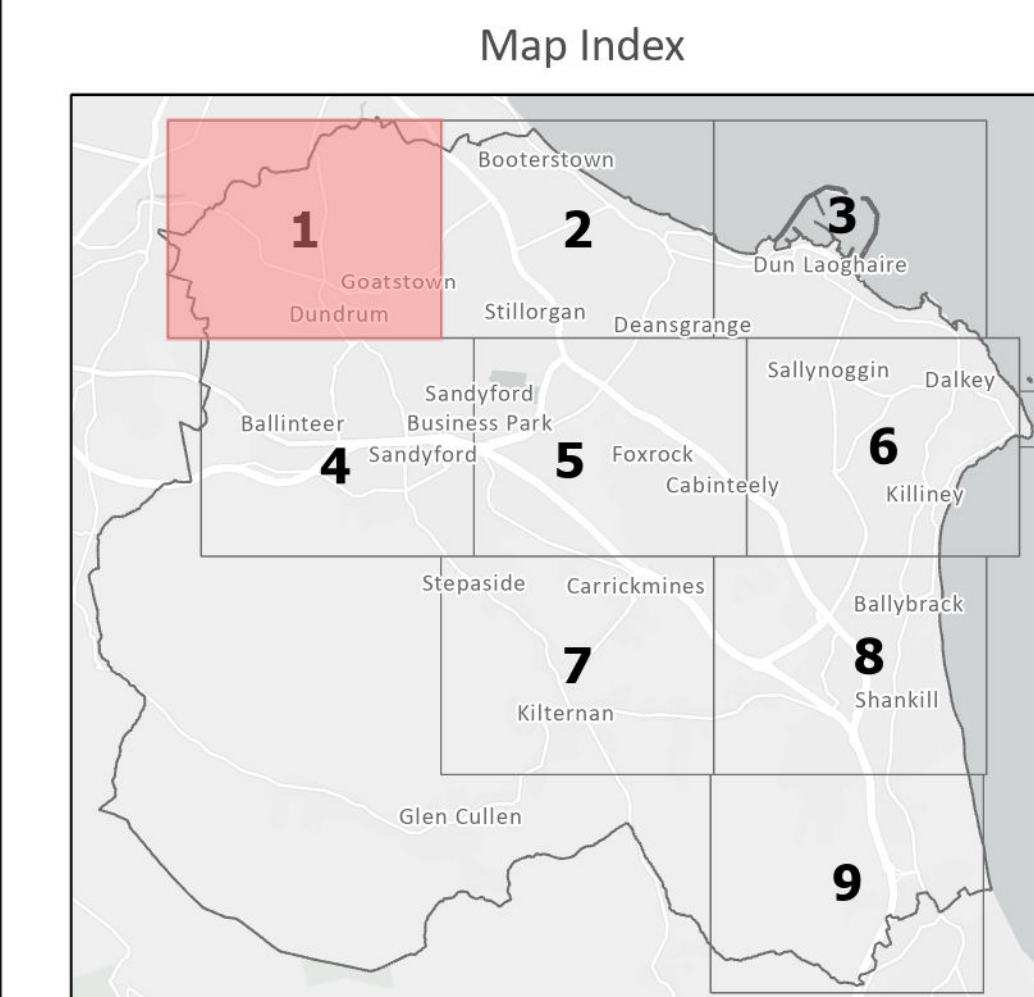 Map Index
Booterstown
1
2
3
Dun Laoghaire
Goatstown
Dundrum
Stillorgan
Deansgrange
Sallynoggin
Dalkey
Sandyford
Business Park
Ballinteer
Sandyford
4
5
Foxrock
6
Cabinteely
Killiney
Stepaside
Carrickmines
Ballybrack
7
8
Shankill
Kilternan
Glen Cullen
9